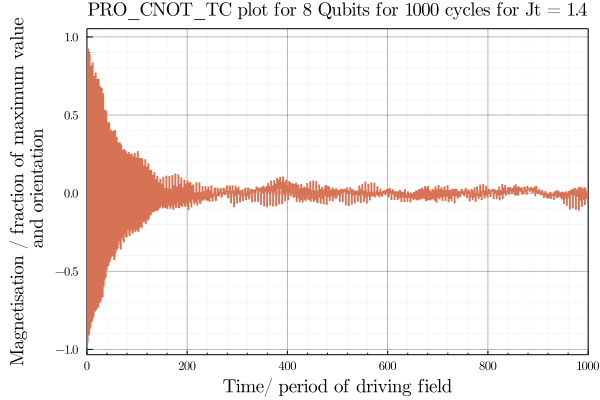 PRO_CNOT_TC plot for 8 Qubits for 1000 cycles for Jt = 1.4
Magnetisation / fraction of maximum value
and orientation
1.0
0.5
0.0
−0.5
−1.0
0 200 400 600 800 1000
Time/ period of driving field